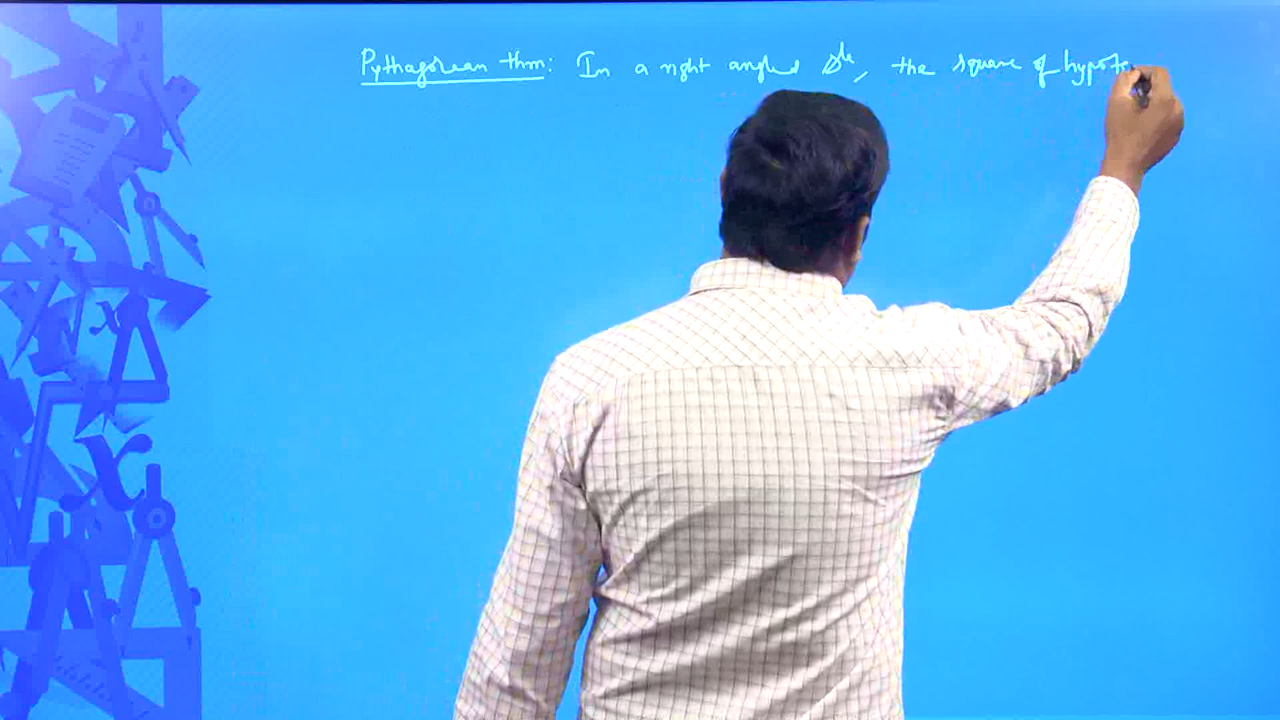 Pythagorean thm: In a right angled Δle, the square of hypote